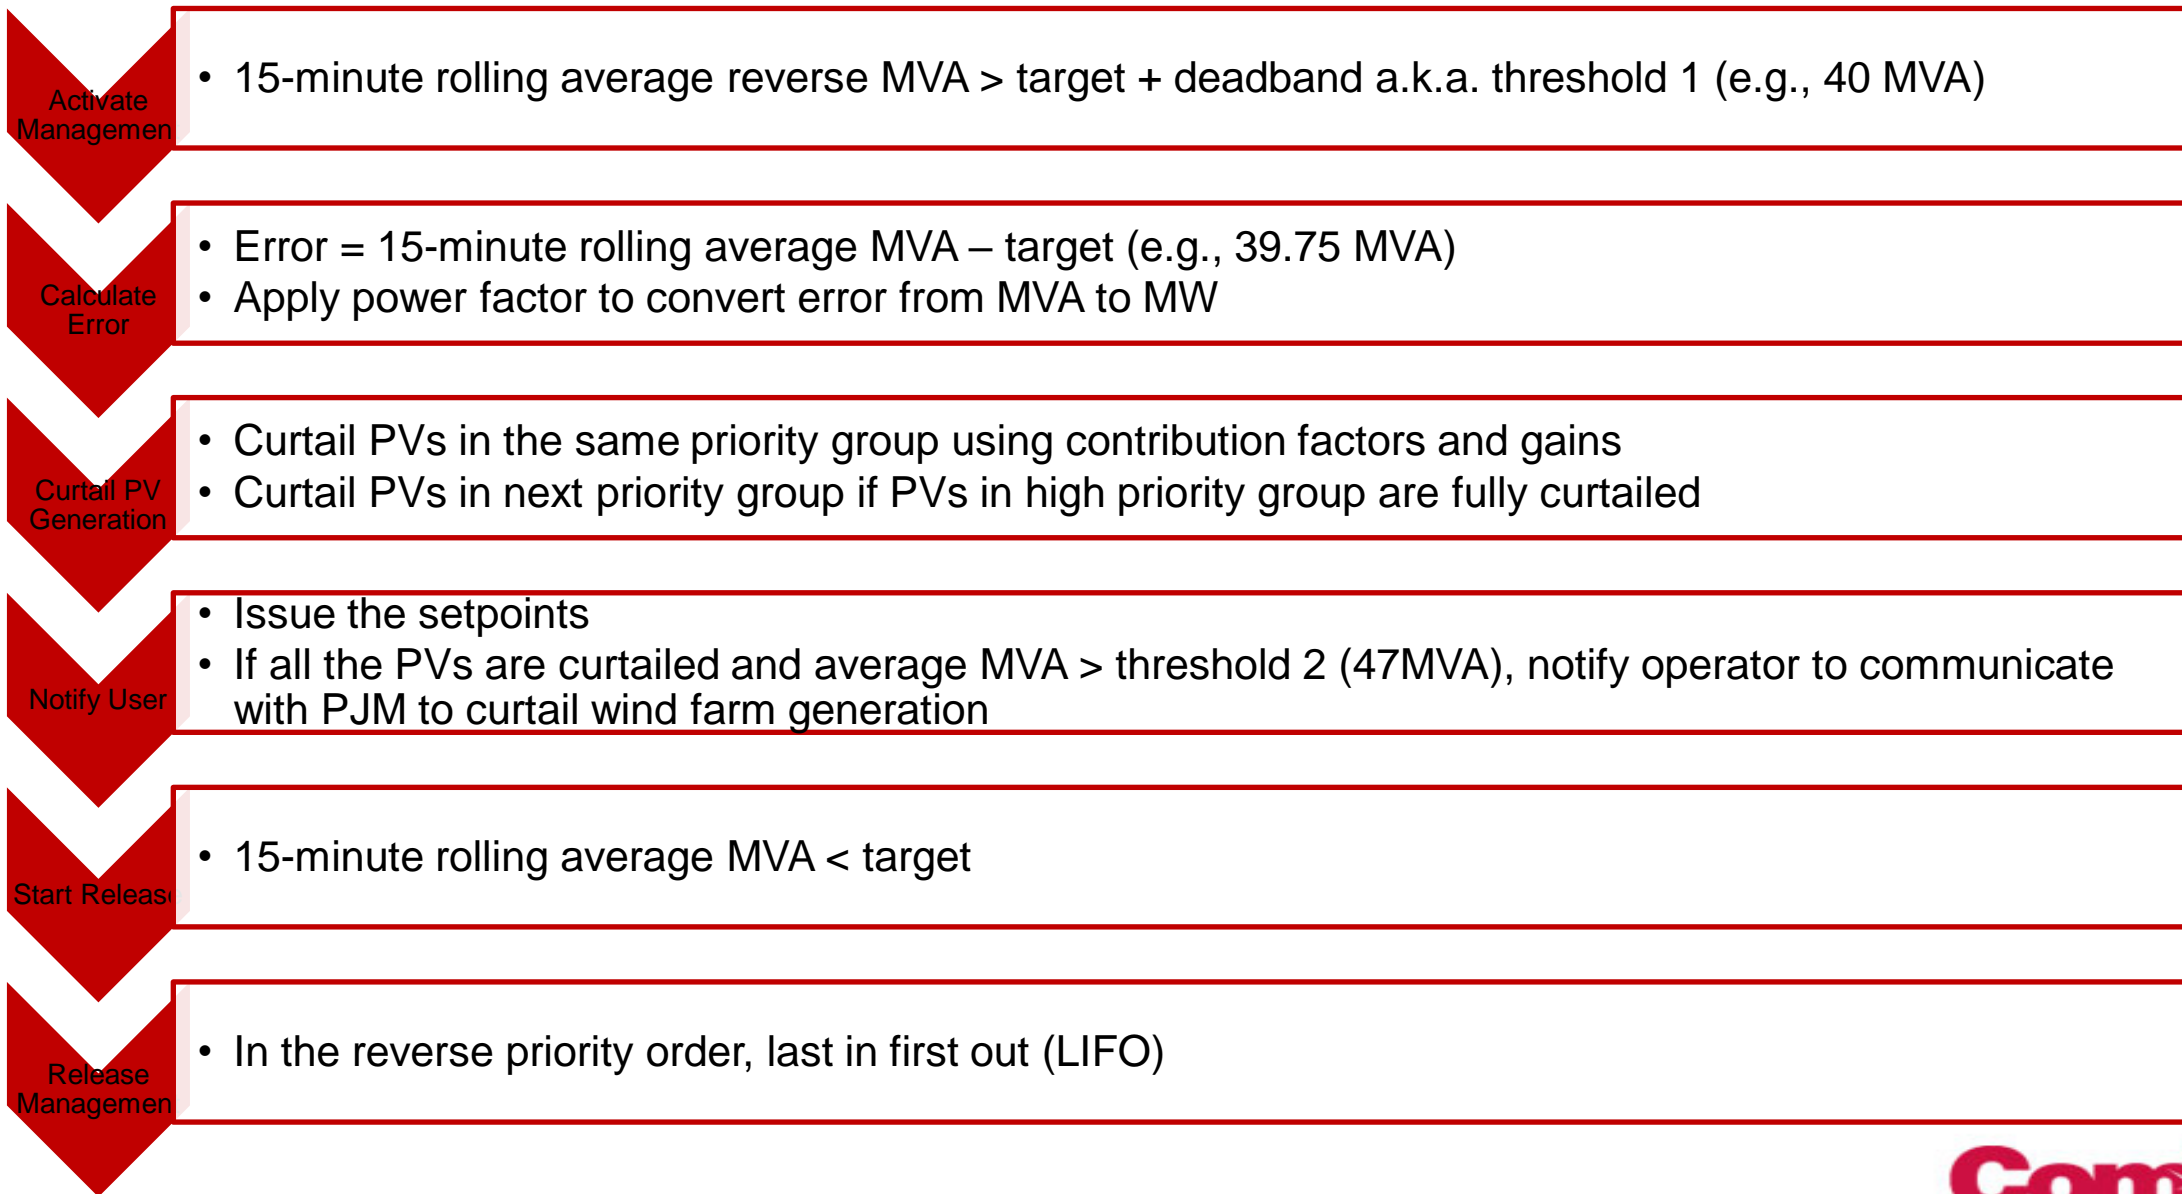 Activate
Managemen
• 15-minute rolling average reverse MVA > target + deadband a.k.a. threshold 1 (e.g., 40 MVA)
Calculate
Error
• Error = 15-minute rolling average MVA – target (e.g., 39.75 MVA)
• Apply power factor to convert error from MVA to MW
Curtail PV
Generation
• Curtail PVs in the same priority group using contribution factors and gains
• Curtail PVs in next priority group if PVs in high priority group are fully curtailed
Notify User
• Issue the setpoints
• If all the PVs are curtailed and average MVA > threshold 2 (47MVA), notify operator to communicate
with PJM to curtail wind farm generation
Start Releas
• 15-minute rolling average MVA < target
Release
Managemen
• In the reverse priority order, last in first out (LIFO)
Com